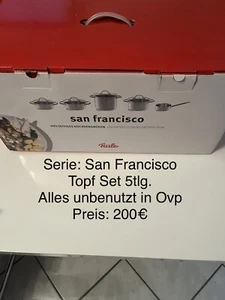 san francisco
Fissler
Serie: San Francisco
Topf Set 5tlg.
Alles unbenutzt in Ovp
Preis: 200€